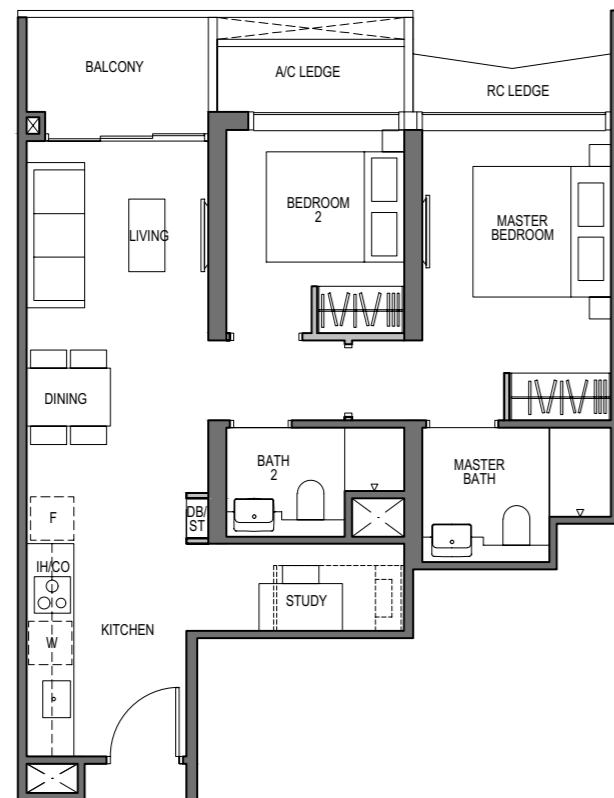 BALCONY
A/C LEDGE
RC LEDGE
LIVING
BEDROOM
2
MASTER
BEDROOM
DINING
BATH
2
MASTER
BATH
F
DB/
ST
IH/CO
STUDY
KITCHEN
W